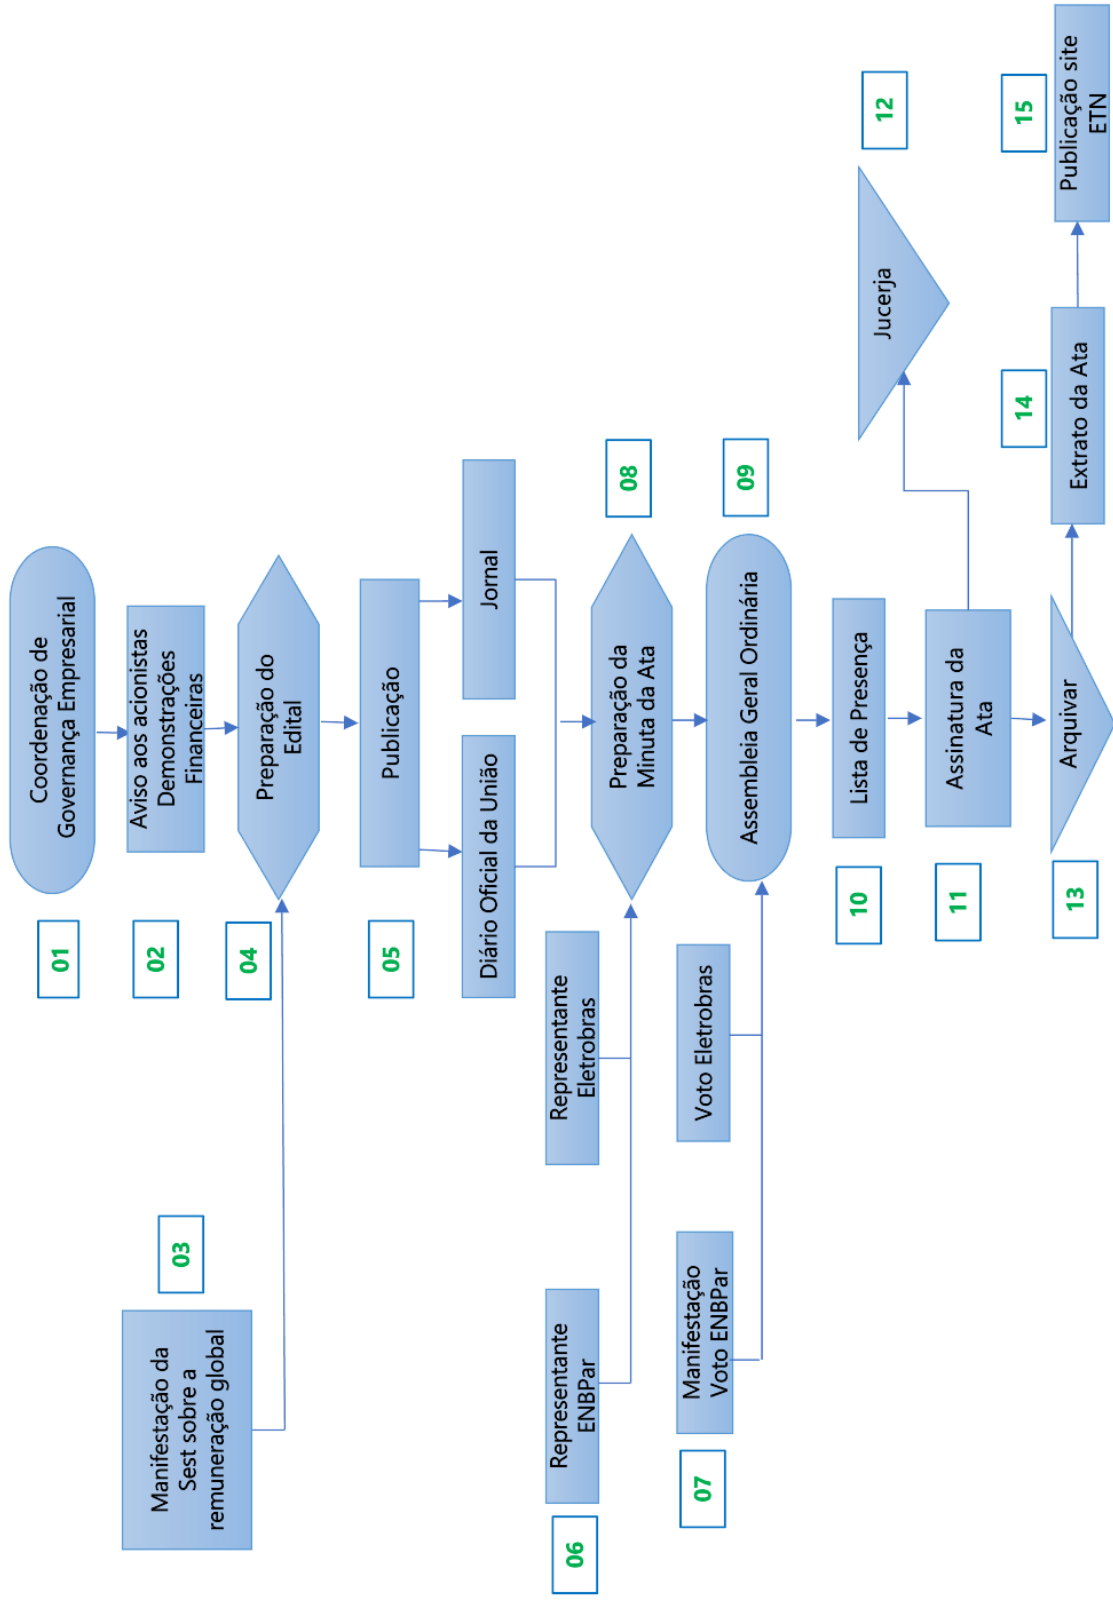 01
Coordenação de
Governança Empresarial
02
Aviso aos acionistas
Demonstrações
Financeiras
03
Manifestação da
Sest sobre a
remuneração global
04
Preparação do
Edital
05
Publicação
Diário Oficial da União
Jornal
06
Representante
ENBPar
Representante
Eletrobras
Preparação da
Minuta da Ata
08
07
Manifestação
Voto ENBPar
Voto Eletrobras
Assembleia Geral Ordinária
09
10
Lista de Presença
11
Assinatura da
Ata
Jucerja
12
13
Arquivar
14
Extrato da Ata
15
Publicação site
ETN